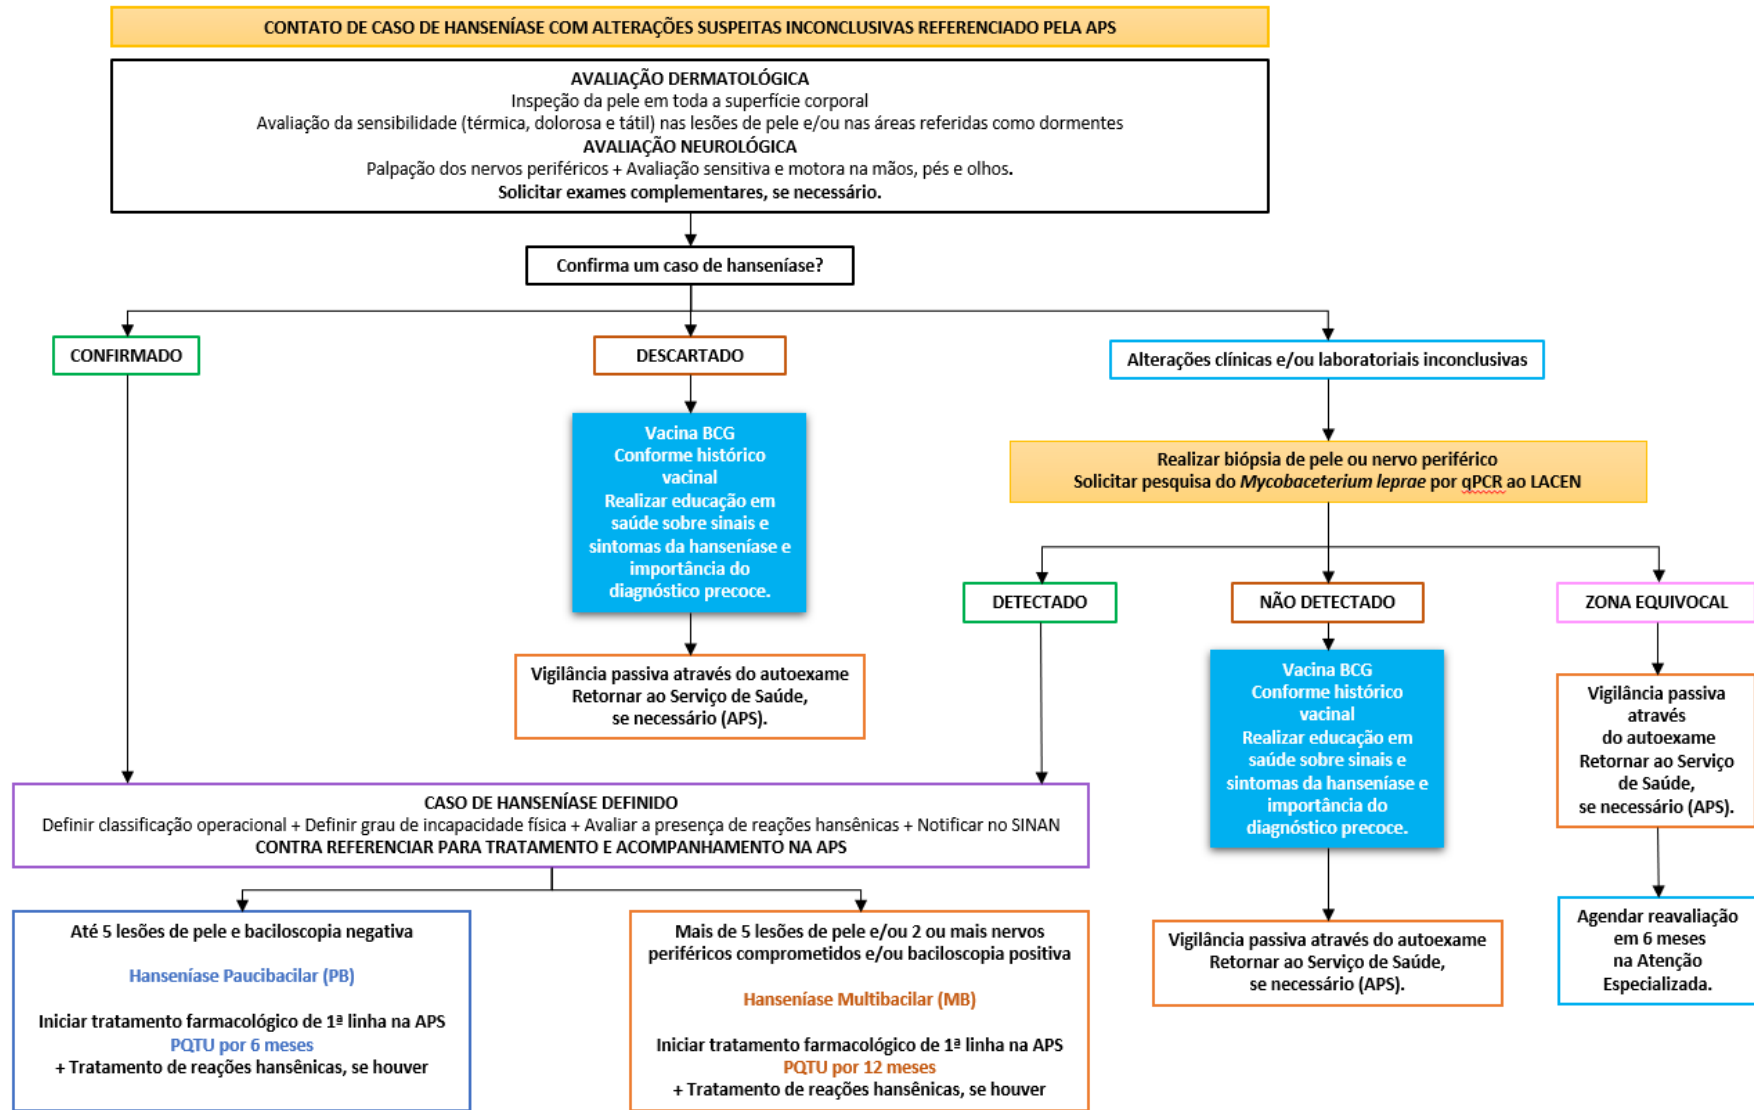 CONTATO DE CASO DE HANSENÍASE COM ALTERAÇÕES SUSPEITAS INCONCLUSIVAS REFERENCIADO PELA APS
AVALIAÇÃO DERMATOLÓGICA
Inspeção da pele em toda a superfície corporal
Avaliação da sensibilidade (térmica, dolorosa e tátil) nas lesões de pele e/ou nas áreas referidas como dormentes
AVALIAÇÃO NEUROLÓGICA
Palpação dos nervos periféricos + Avaliação sensitiva e motora na mãos, pés e olhos.
Solicitar exames complementares, se necessário.
Confirma um caso de hanseníase?
CONFIRMADO
DESCARTADO
Alterações clínicas e/ou laboratoriais inconclusivas
Vacina BCG
Conforme histórico
vacinal
Realizar educação em
saúde sobre sinais e
sintomas da hanseníase e
importância do
diagnóstico precoce.
Realizar biópsia de pele ou nervo periférico
Solicitar pesquisa do Mycobaceterium leprae por qPCR ao LACEN
DETECTADO
NÃO DETECTADO
ZONA EQUIVOCAL
Vigilância passiva através do autoexame
Retornar ao Serviço de Saúde,
se necessário (APS).
Vacina BCG
Conforme histórico
vacinal
Realizar educação em
saúde sobre sinais e
sintomas da hanseníase e
importância do
diagnóstico precoce.
Vigilância passiva
através
do autoexame
Retornar ao Serviço
de Saúde,
se necessário (APS).
CASO DE HANSENÍASE DEFINIDO
Definir classificação operacional + Definir grau de incapacidade física + Avaliar a presença de reações hansênicas + Notificar no SINAN
CONTRA REFERENCIAR PARA TRATAMENTO E ACOMPANHAMENTO NA APS
Até 5 lesões de pele e baciloscopia negativa
Hanseníase Paucibacilar (PB)
Iniciar tratamento farmacológico de 1ª linha na APS
PQTU por 6 meses
+ Tratamento de reações hansênicas, se houver
Mais de 5 lesões de pele e/ou 2 ou mais nervos
periféricos comprometidos e/ou baciloscopia positiva
Hanseníase Multibacilar (MB)
Iniciar tratamento farmacológico de 1ª linha na APS
PQTU por 12 meses
+ Tratamento de reações hansênicas, se houver
Vigilância passiva através do autoexame
Retornar ao Serviço de Saúde,
se necessário (APS).
Agendar reavaliação
em 6 meses
na Atenção
Especializada.